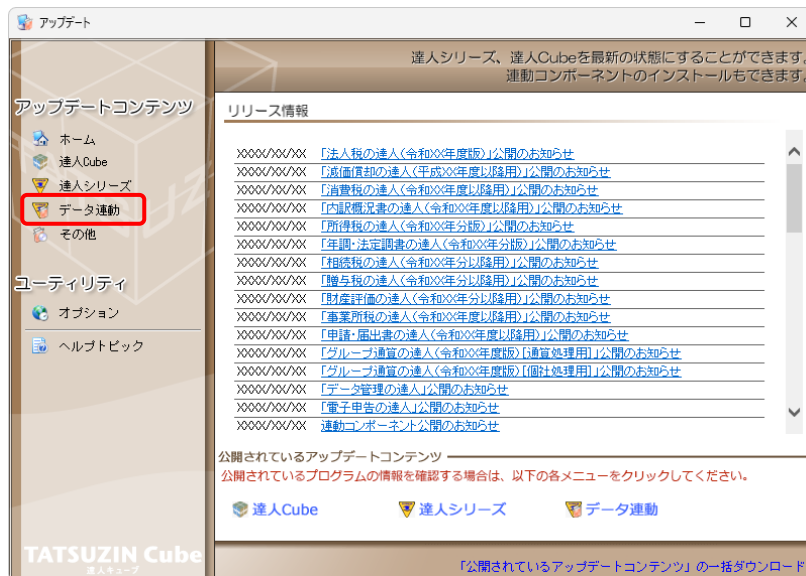 アップデート
達人シリーズ、達人Cubeを最新の状態にすることができます。
連動コンポーネントのインストールもできます。
アップデートコンテンツ
ホーム
達人Cube
達人シリーズ
データ連動
その他
ユーティリティ
オプション
ヘルプトピック
リリース情報
XXXX/XX/XX 「法人税の達人(令和XX年度版)」公開のお知らせ
XXXX/XX/XX 「減価償却の達人(平成XX年度以降用)」公開のお知らせ
XXXX/XX/XX 「消費税の達人(令和XX年度以降用)」公開のお知らせ
XXXX/XX/XX 「内訳概況書の達人(令和XX年度以降用)」公開のお知らせ
XXXX/XX/XX 「所得税の達人(令和XX年分版)」公開のお知らせ
XXXX/XX/XX 「年調・法定調書の達人(令和XX年分版)」公開のお知らせ
XXXX/XX/XX 「相続税の達人(令和XX年分以降用)」公開のお知らせ
XXXX/XX/XX 「贈与税の達人(令和XX年分以降用)」公開のお知らせ
XXXX/XX/XX 「財産評価の達人(令和XX年分以降用)」公開のお知らせ
XXXX/XX/XX 「事業所税の達人(令和XX年分以降用)」公開のお知らせ
XXXX/XX/XX 「申請・届出書の達人(令和XX年度以降用)」公開のお知らせ
XXXX/XX/XX 「グループ通算の達人(令和XX年度版)[通算処理用]」公開のお知らせ
XXXX/XX/XX 「グループ通算の達人(令和XX年度版)[個社処理用]」公開のお知らせ
XXXX/XX/XX 「データ管理の達人」公開のお知らせ
XXXX/XX/XX 「電子申告の達人」公開のお知らせ
XXXX/XX/XX 連動コンポーネント公開のお知らせ
公開されているアップデートコンテンツ
公開されているプログラムの情報を確認する場合は、以下の各メニューをクリックしてください。
達人Cube 達人シリーズ データ連動
TATSUZIN Cube
達人キューブ
「公開されているアップデートコンテンツ」の一括ダウンロード